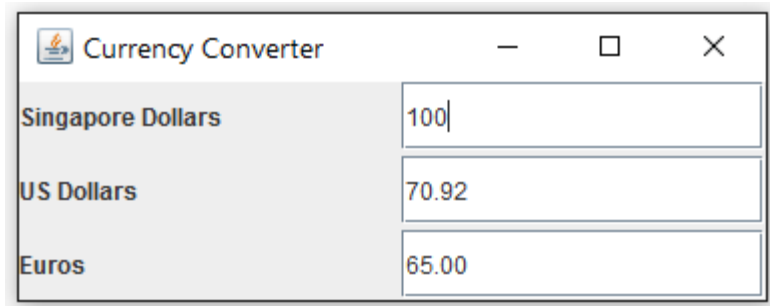 Currency Converter
Singapore Dollars 100
US Dollars 70.92
Euros 65.00